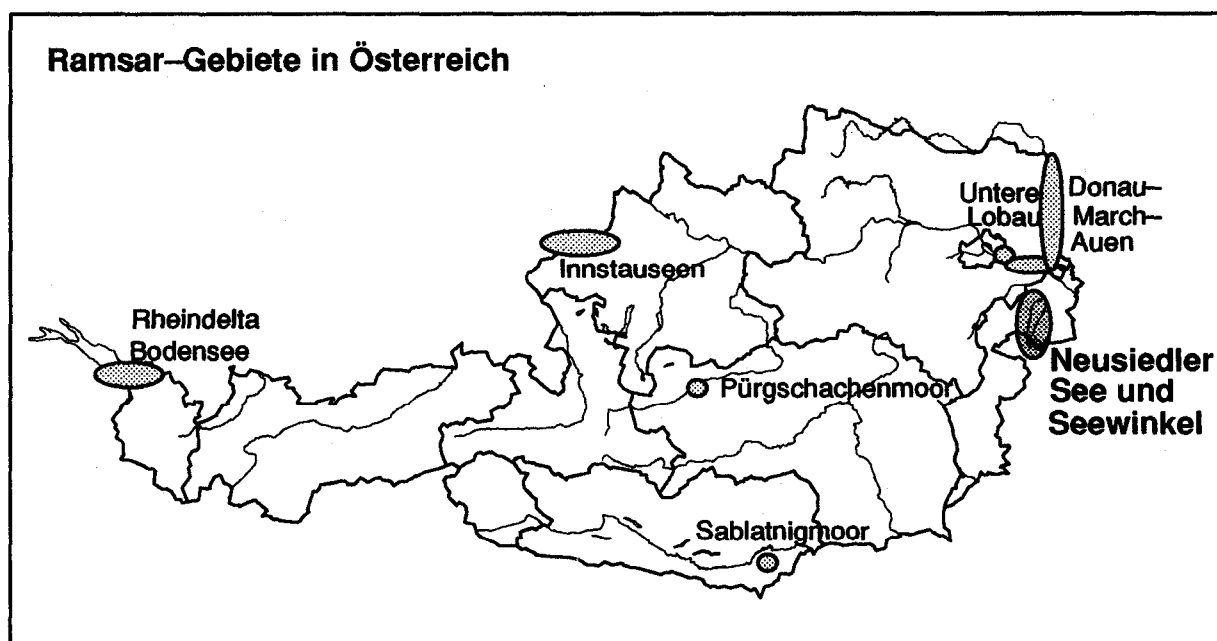 Ramsar–Gebiete in Österreich
Untere
Lobau
Donau–
March–
Auen
Innstauseen
Rheindelta
Bodensee
Pürgschachenmoor
Neusiedler
See und
Seewinkel
Sablatnigmoor